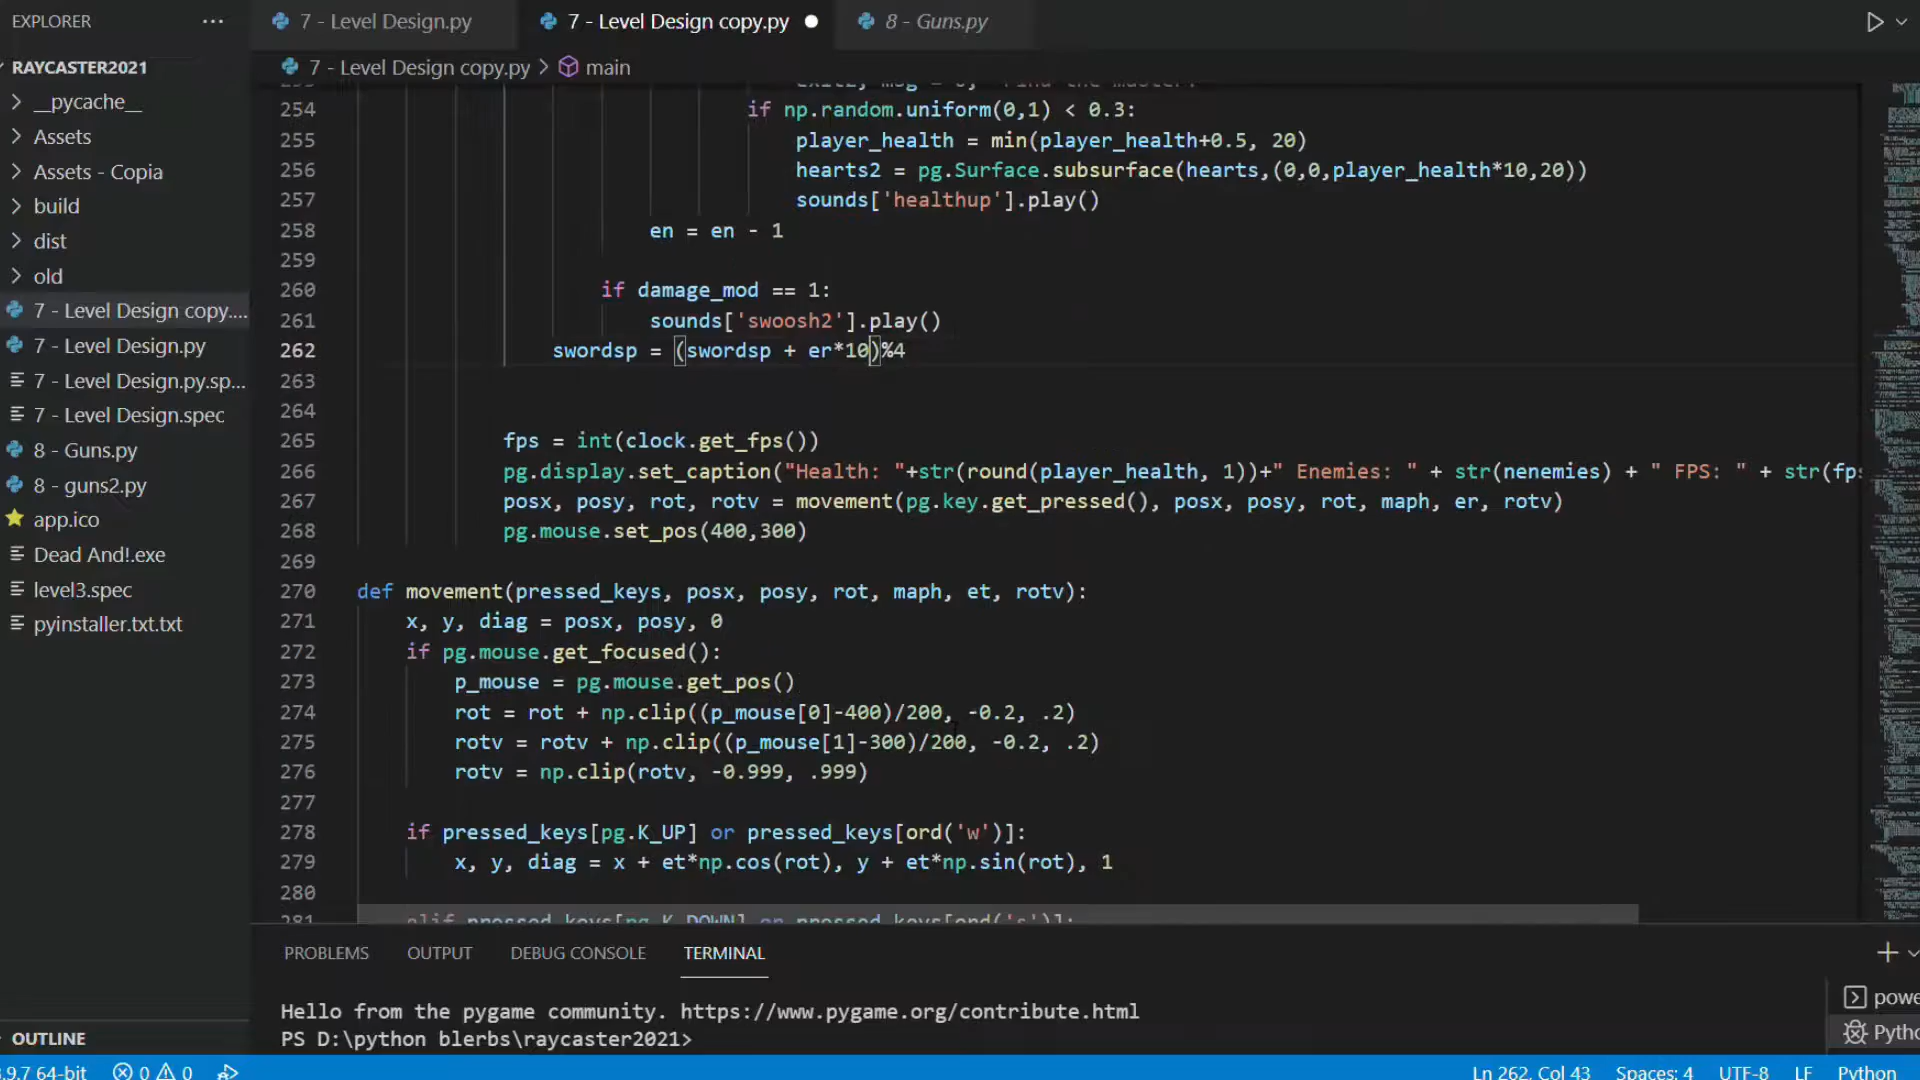 EXPLORER
7 - Level Design.py
7 - Level Design copy.py
8 - Guns.py
RAYCASTER2021
7 - Level Design copy.py > main
__pycache__
Assets
Assets - Copia
build
dist
old
7 - Level Design copy....
7 - Level Design.py
7 - Level Design.py.sp...
7 - Level Design.spec
8 - Guns.py
8 - guns2.py
app.ico
Dead And!.exe
level3.spec
pyinstaller.txt.txt
OUTLINE
254 if np.random.uniform(0,1) < 0.3:
255 player_health = min(player_health+0.5, 20)
256 hearts2 = pg.Surface.subsurface(hearts,(0,0,player_health*10,20))
257 sounds['healthup'].play()
258 en = en - 1
259
260 if damage_mod == 1:
261 sounds['swoosh2'].play()
262 swordsp = (swordsp + er*10)%4
263
264
265 fps = int(clock.get_fps())
266 pg.display.set_caption("Health: "+str(round(player_health, 1))+" Enemies: " + str(nenemies) + " FPS: " + str(fp
267 posx, posy, rot, rotv = movement(pg.key.get_pressed(), posx, posy, rot, maph, er, rotv)
268 pg.mouse.set_pos(400,300)
269
270 def movement(pressed_keys, posx, posy, rot, maph, et, rotv):
271 x, y, diag = posx, posy, 0
272 if pg.mouse.get_focused():
273 p_mouse = pg.mouse.get_pos()
274 rot = rot + np.clip((p_mouse[0]-400)/200, -0.2, .2)
275 rotv = rotv + np.clip((p_mouse[1]-300)/200, -0.2, .2)
276 rotv = np.clip(rotv, -0.999, .999)
277
278 if pressed_keys[pg.K_UP] or pressed_keys[ord('w')]:
279 x, y, diag = x + et*np.cos(rot), y + et*np.sin(rot), 1
280
281 elif pressed_keys[pg.K_DOWN] or pressed_keys[ord('s')]:
PROBLEMS OUTPUT DEBUG CONSOLE TERMINAL
Hello from the pygame community. https://www.pygame.org/contribute.html
PS D:\python blerbs\raycaster2021>
powe
Pytho
.9.7 64-bit 0 0 Ln 262, Col 43 Spaces: 4 UTF-8 LF Python